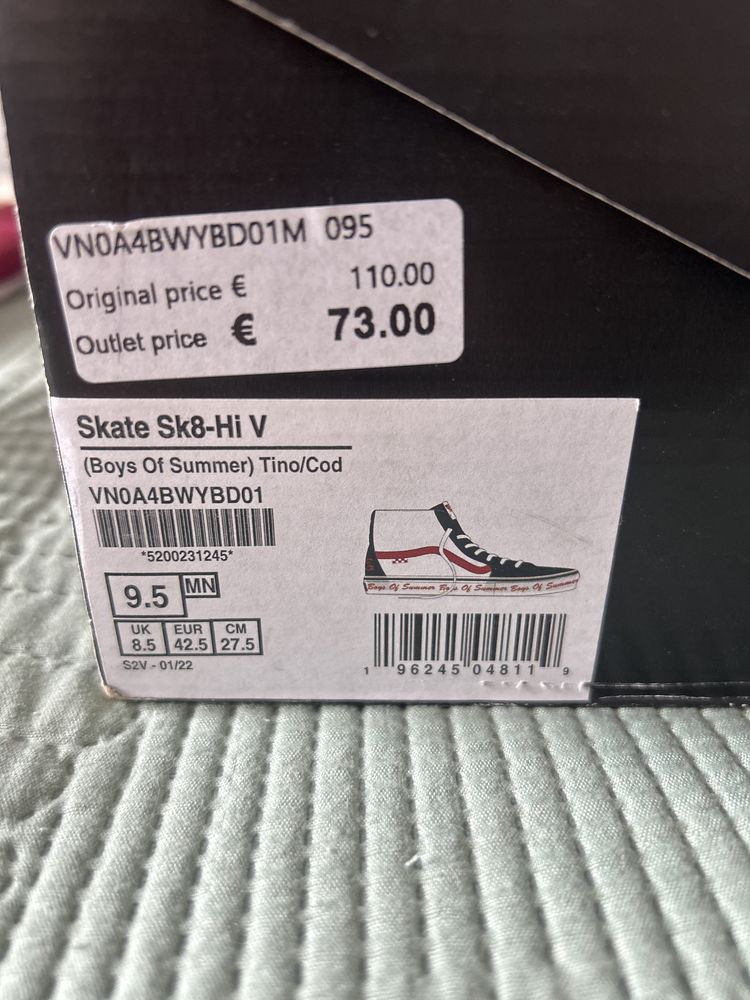 VN0A4BWYBD01M 095
Original price € 110.00
Outlet price € 73.00
Skate Sk8-Hi V
(Boys Of Summer) Tino/Cod
VN0A4BWYBD01
*5200231245*
9.5 MN
UK EUR CM
8.5 42.5 27.5
S2V - 01/22
Boys Of Summer Boys Of Summer Boys Of Summer
1 96245 04811 9